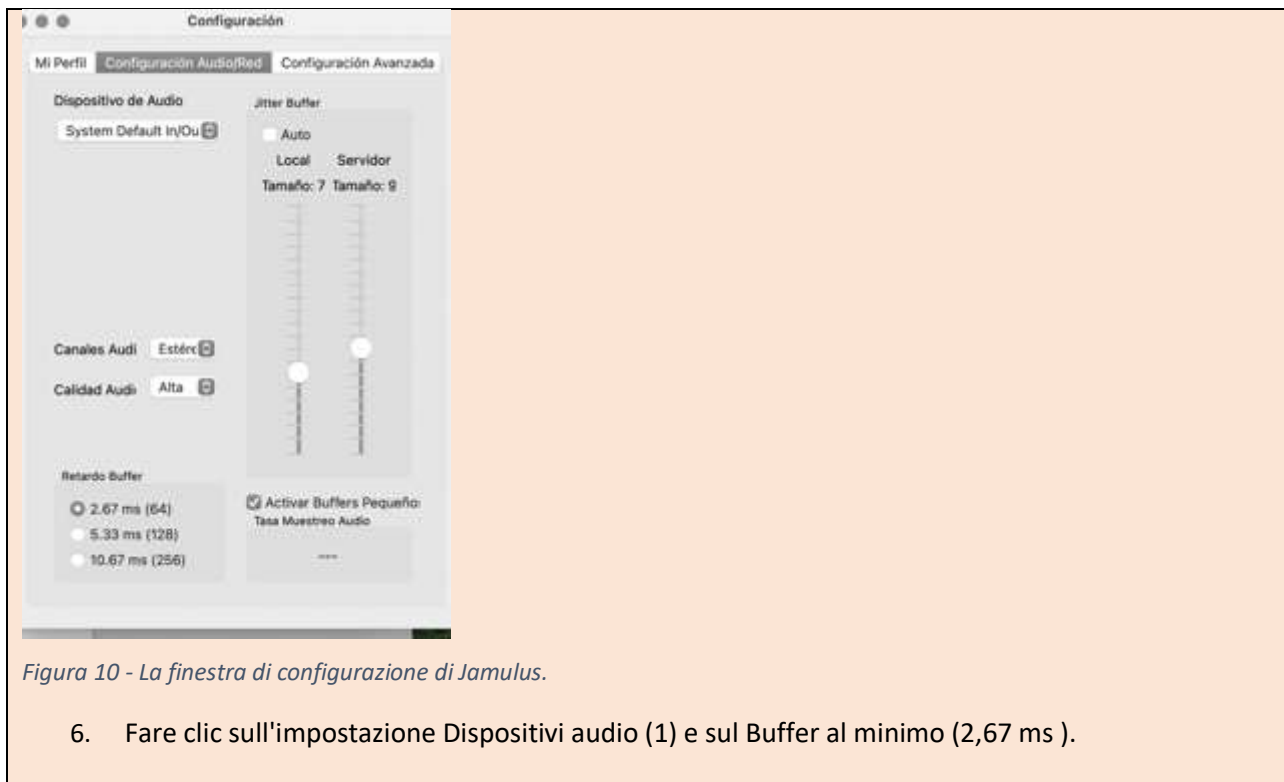 Configuración
Mi Perfil Configuración Audio/Red Configuración Avanzada
Dispositivo de Audio
System Default In/Ou
Jitter Buffer
Auto
Local Servidor
Tamaño: 7 Tamaño: 9
Canales Audi Estérc
Calidad Audi Alta
Retardo Buffer
2.67 ms (64)
5.33 ms (128)
10.67 ms (256)
Activar Buffers Pequeño:
Tasa Muestreo Audio
---
Figura 10 - La finestra di configurazione di Jamulus.
6. Fare clic sull'impostazione Dispositivi audio (1) e sul Buffer al minimo (2,67 ms ).